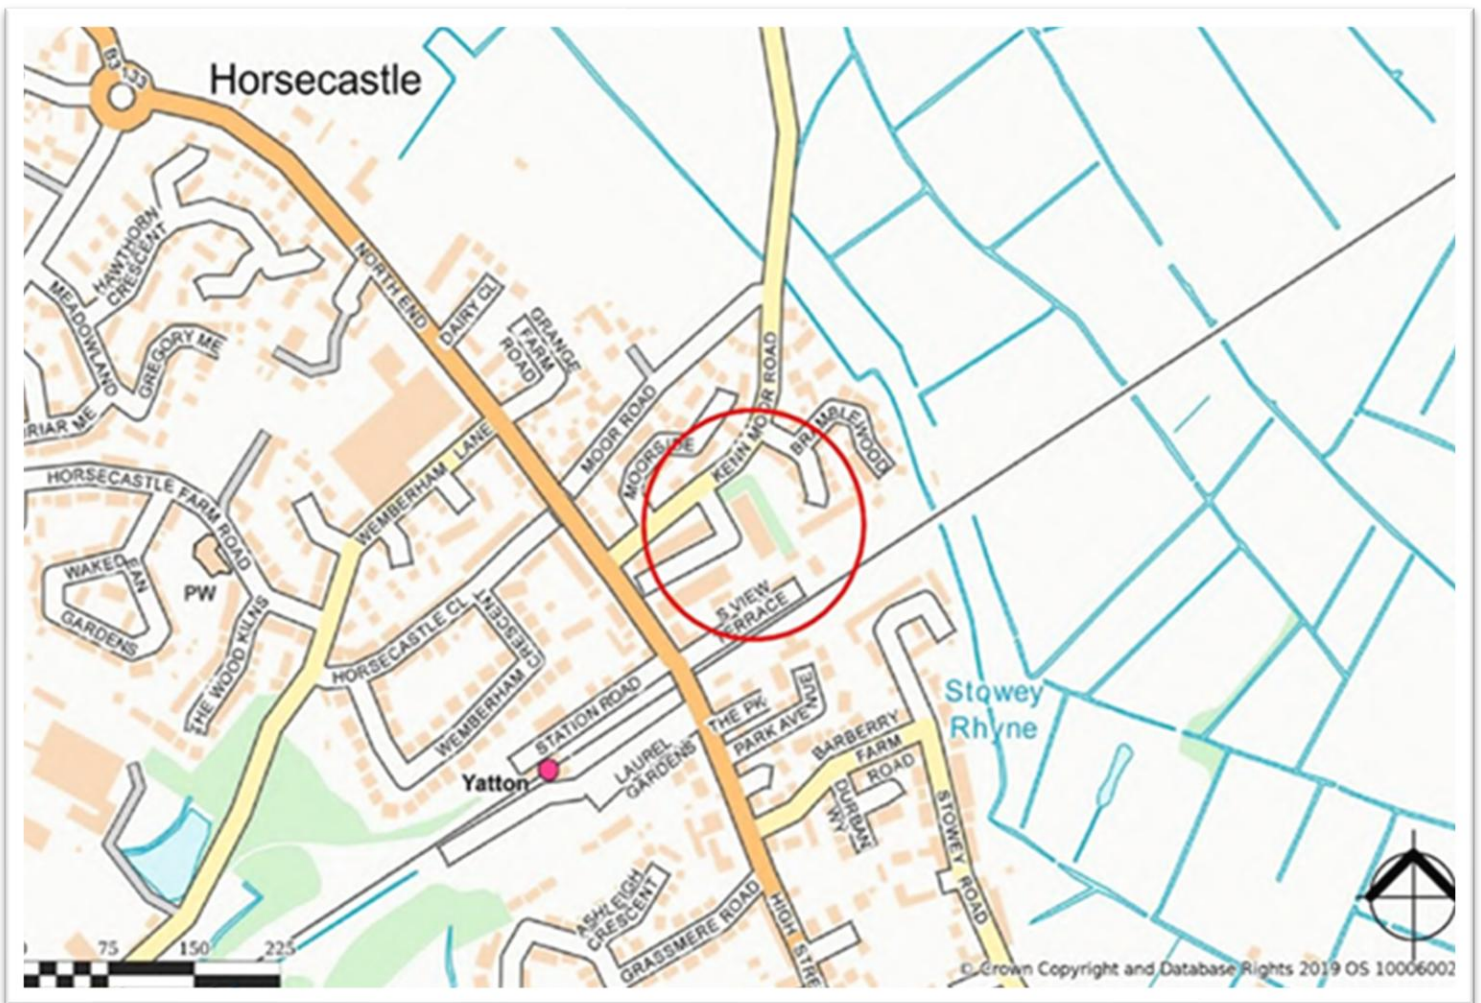 B3133
Horsecastle
HAWTHORN
CRESCENT
NORTH END
DAIRY CL
GRANGE
FARM
ROAD
MEADOWLAND
GREGORY ME
RIAR ME
MOOR ROAD
KENN MOOR ROAD
MOORSIDE
BRAMBLEWOOD
WEMBERHAM LANE
HORSECASTLE FARM ROAD
WAKEDEAN
GARDENS
PW
THE WOOD KILNS
HORSECASTLE CL
WEMBERHAM CRESCENT
S VIEW
TERRACE
STATION ROAD
Yatton
LAUREL
GARDENS
THE PK
PARK AVENUE
BARBERRY
FARM
ROAD
DURBAN
WY
STOWEY ROAD
Stowey
Rhyne
ASHLEIGH
CRESCENT
GRASSMERE ROAD
HIGH STRE
75 150 225
© Crown Copyright and Database Rights 2019 OS 10006002